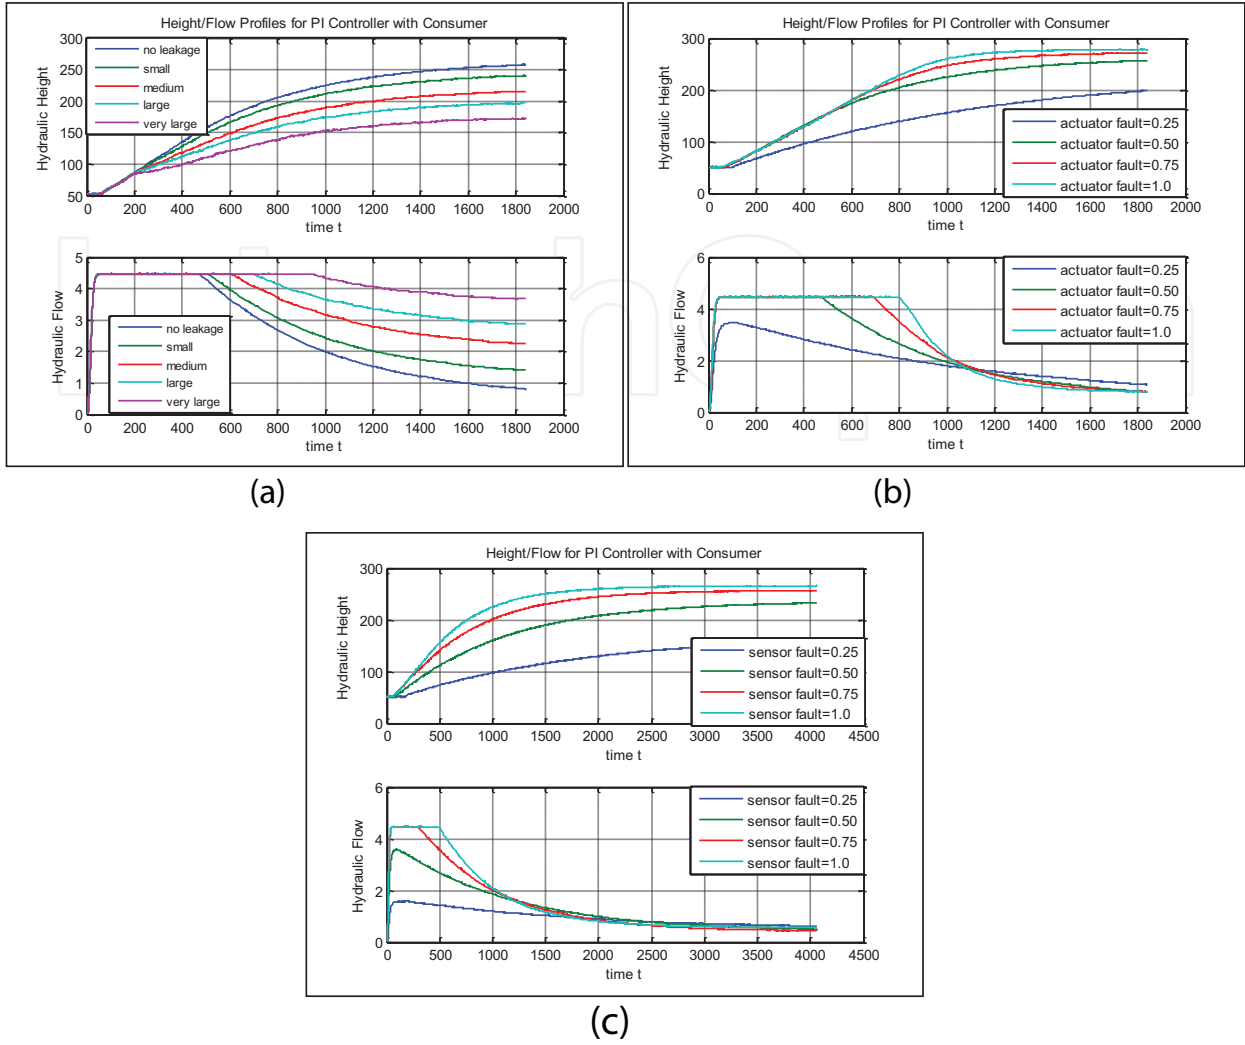 Height/Flow Profiles for PI Controller with Consumer
Hydraulic Height
300
250
200
150
100
50
no leakage
small
medium
large
very large
0 200 400 600 800 1000 1200 1400 1600 1800 2000
time t
Hydraulic Flow
5
4
3
2
1
0
no leakage
small
medium
large
very large
0 200 400 600 800 1000 1200 1400 1600 1800 2000
time t
(a)
Height/Flow Profiles for PI Controller with Consumer
Hydraulic Height
300
200
100
0
actuator fault=0.25
actuator fault=0.50
actuator fault=0.75
actuator fault=1.0
0 200 400 600 800 1000 1200 1400 1600 1800 2000
time t
Hydraulic Flow
6
4
2
0
actuator fault=0.25
actuator fault=0.50
actuator fault=0.75
actuator fault=1.0
0 200 400 600 800 1000 1200 1400 1600 1800 2000
time t
(b)
Height/Flow for PI Controller with Consumer
Hydraulic Height
300
200
100
0
sensor fault=0.25
sensor fault=0.50
sensor fault=0.75
sensor fault=1.0
0 500 1000 1500 2000 2500 3000 3500 4000 4500
time t
Hydraulic Flow
6
4
2
0
sensor fault=0.25
sensor fault=0.50
sensor fault=0.75
sensor fault=1.0
0 500 1000 1500 2000 2500 3000 3500 4000 4500
time t
(c)